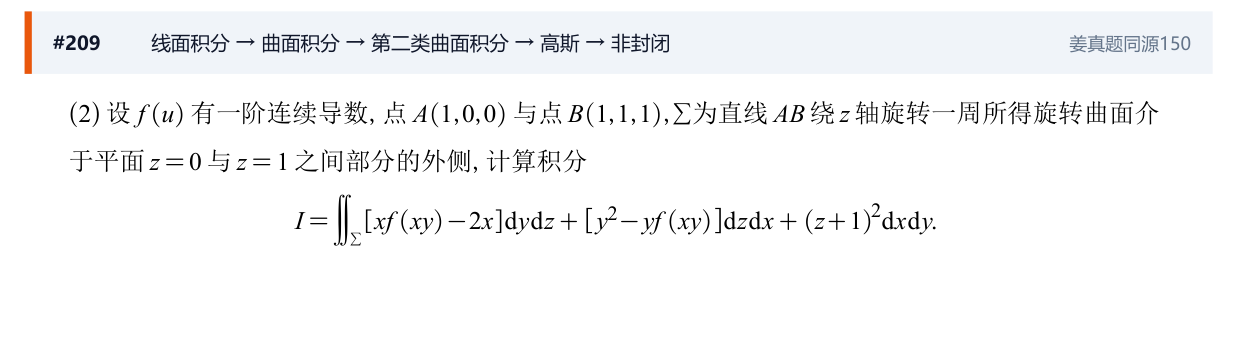 #209 线面积分 → 曲面积分 → 第二类曲面积分 → 高斯 → 非封闭 姜真题同源150
(2) 设 f(u) 有一阶连续导数, 点 A(1,0,0) 与点 B(1,1,1),∑为直线 AB 绕 z 轴旋转一周所得旋转曲面介
于平面 z=0 与 z=1 之间部分的外侧, 计算积分
I=∬_∑[xf(xy)−2x]dydz+[y²−yf(xy)]dzdx+(z+1)²dxdy.